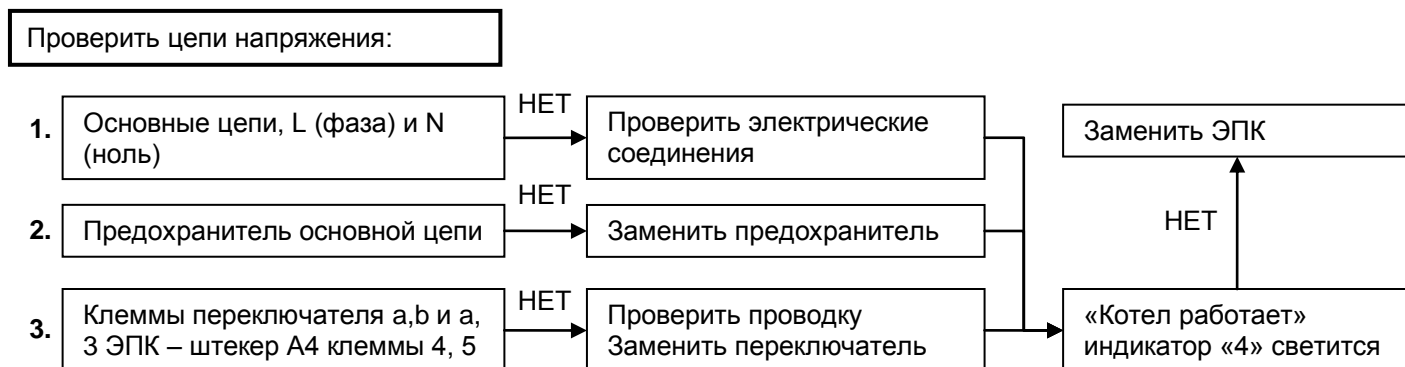 Проверить цепи напряжения:
НЕТ
1. Основные цепи, L (фаза) и N
(ноль)
Проверить электрические
соединения
Заменить ЭПК
НЕТ
2. Предохранитель основной цепи
Заменить предохранитель
НЕТ
НЕТ
3. Клеммы переключателя a,b и a,
3 ЭПК – штекер А4 клеммы 4, 5
Проверить проводку
Заменить переключатель
«Котел работает»
индикатор «4» светится